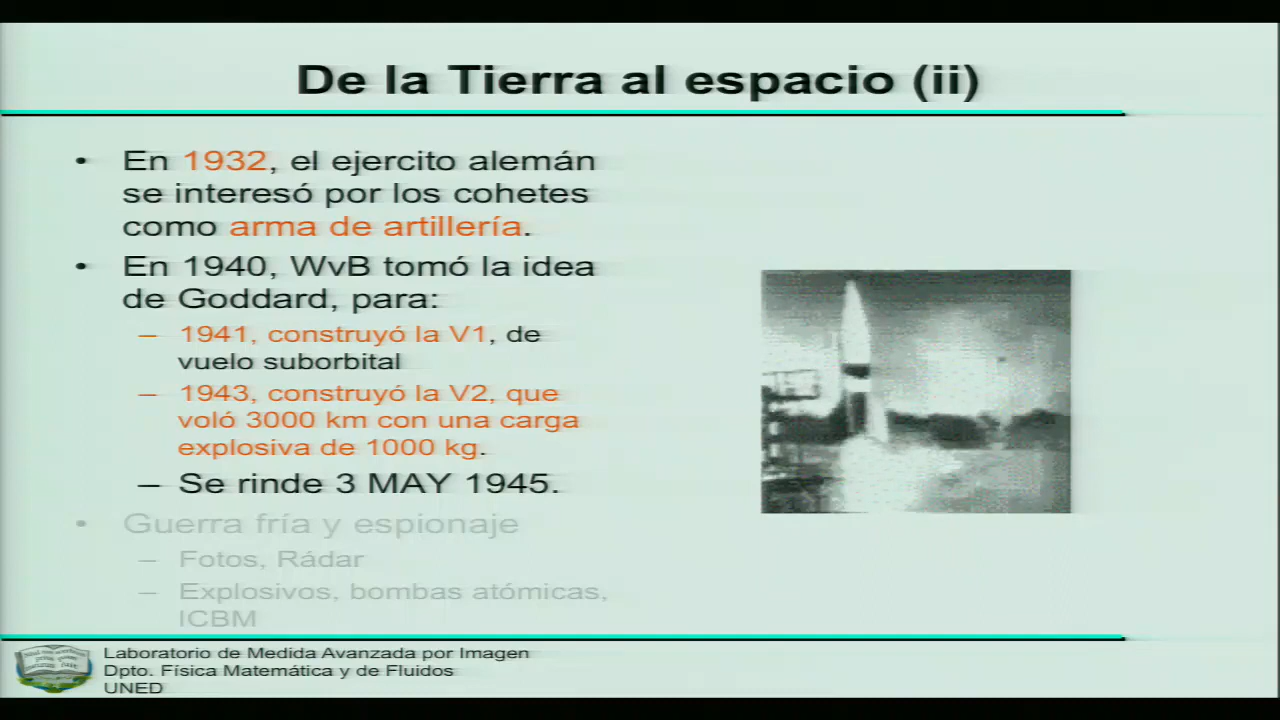 De la Tierra al espacio (ii)
• En 1932, el ejercito alemán
se interesó por los cohetes
como arma de artillería.
• En 1940, WvB tomó la idea
de Goddard, para:
– 1941, construyó la V1, de
vuelo suborbital
– 1943, construyó la V2, que
voló 3000 km con una carga
explosiva de 1000 kg.
– Se rinde 3 MAY 1945.
• Guerra fría y espionaje
– Fotos, Rádar
– Explosivos, bombas atómicas,
ICBM
Laboratorio de Medida Avanzada por Imagen
Dpto. Física Matemática y de Fluidos
UNED